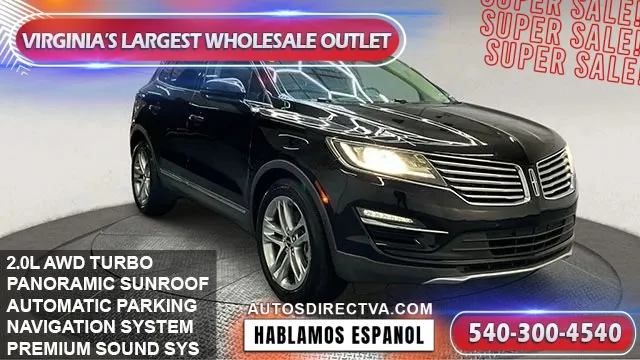 VIRGINIA'S LARGEST WHOLESALE OUTLET
SUPER SALE!
SUPER SALE!
SUPER SALE!
2.0L AWD TURBO
PANORAMIC SUNROOF
AUTOMATIC PARKING
NAVIGATION SYSTEM
PREMIUM SOUND SYS
AUTOSDIRECTVA.COM
HABLAMOS ESPANOL
540-300-4540